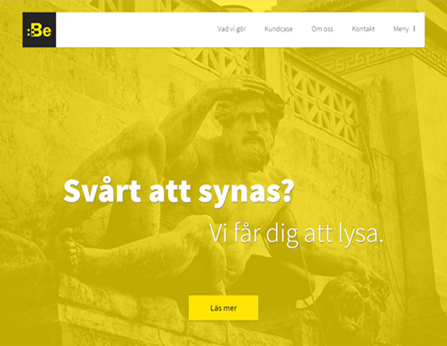 :Be
Vad vi gör Kundcase Om oss Kontakt Meny
Svårt att synas?
Vi får dig att lysa.
Läs mer